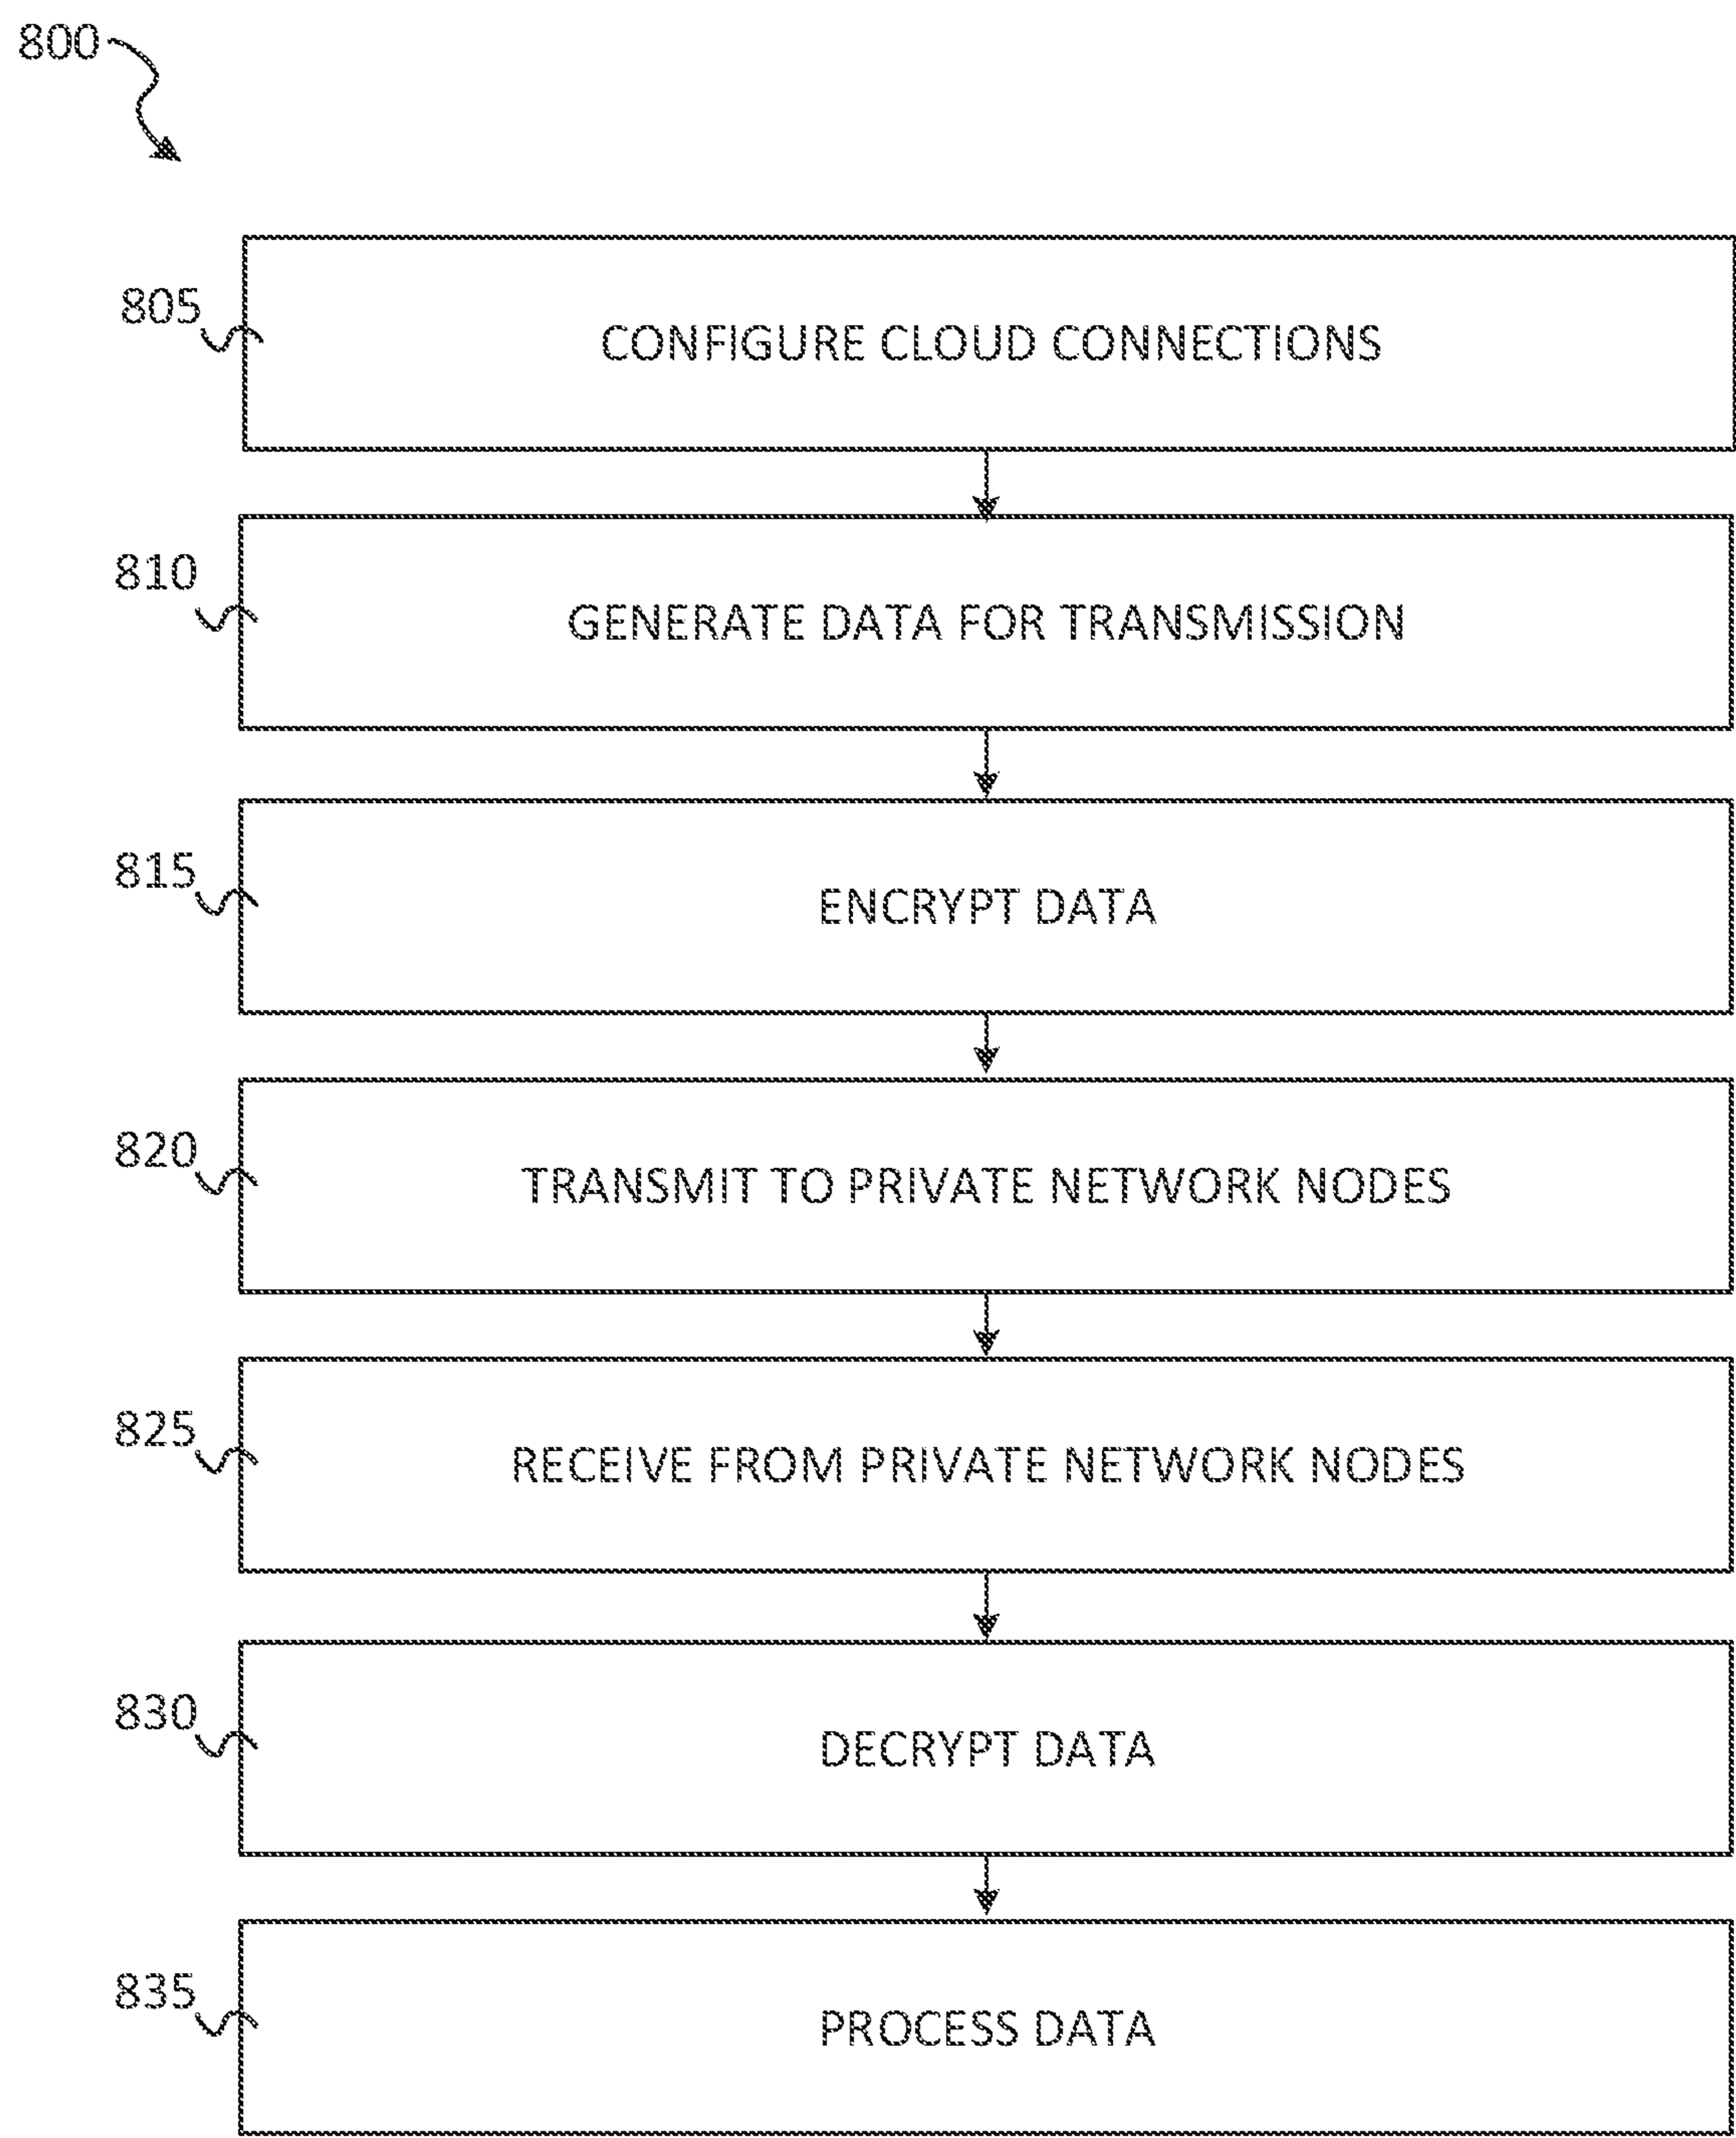 800
805
CONFIGURE CLOUD CONNECTIONS
810
GENERATE DATA FOR TRANSMISSION
815
ENCRYPT DATA
820
TRANSMIT TO PRIVATE NETWORK NODES
825
RECEIVE FROM PRIVATE NETWORK NODES
830
DECRYPT DATA
835
PROCESS DATA